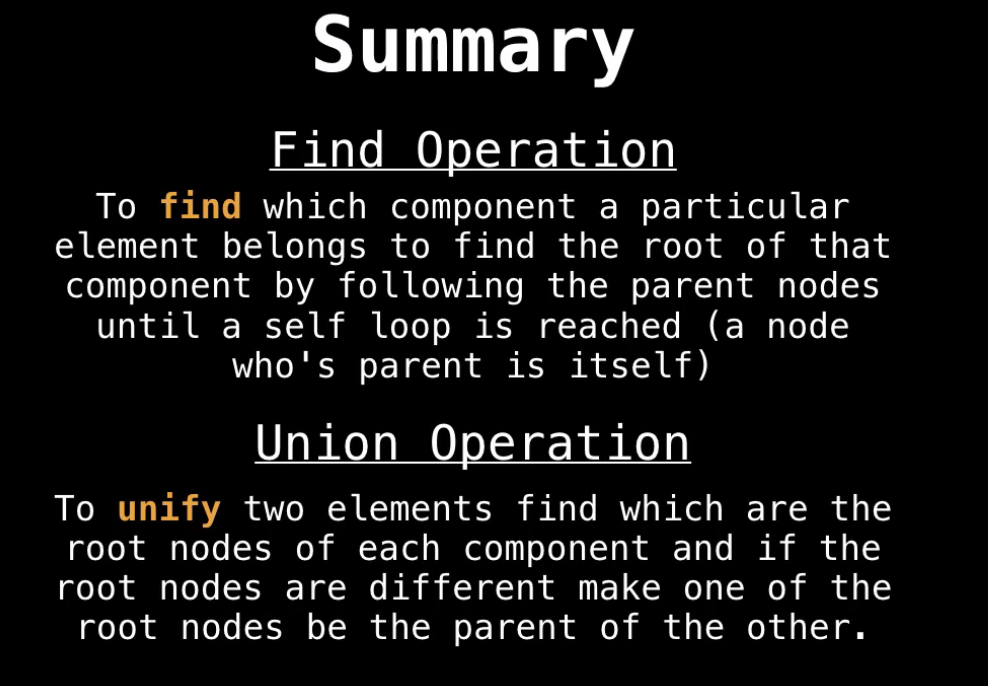 Summary
Find Operation
To find which component a particular
element belongs to find the root of that
component by following the parent nodes
until a self loop is reached (a node
who's parent is itself)
Union Operation
To unify two elements find which are the
root nodes of each component and if the
root nodes are different make one of the
root nodes be the parent of the other.